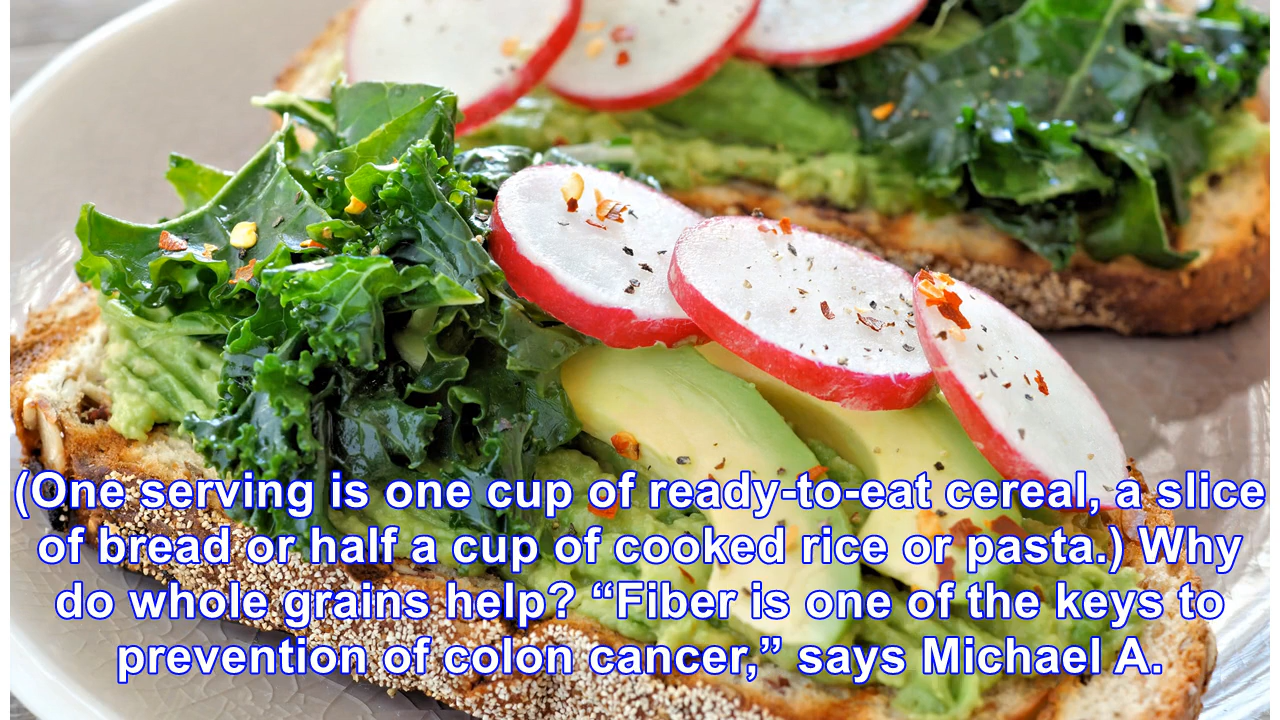 (One serving is one cup of ready-to-eat cereal, a slice
of bread or half a cup of cooked rice or pasta.) Why
do whole grains help? “Fiber is one of the keys to
prevention of colon cancer,” says Michael A.